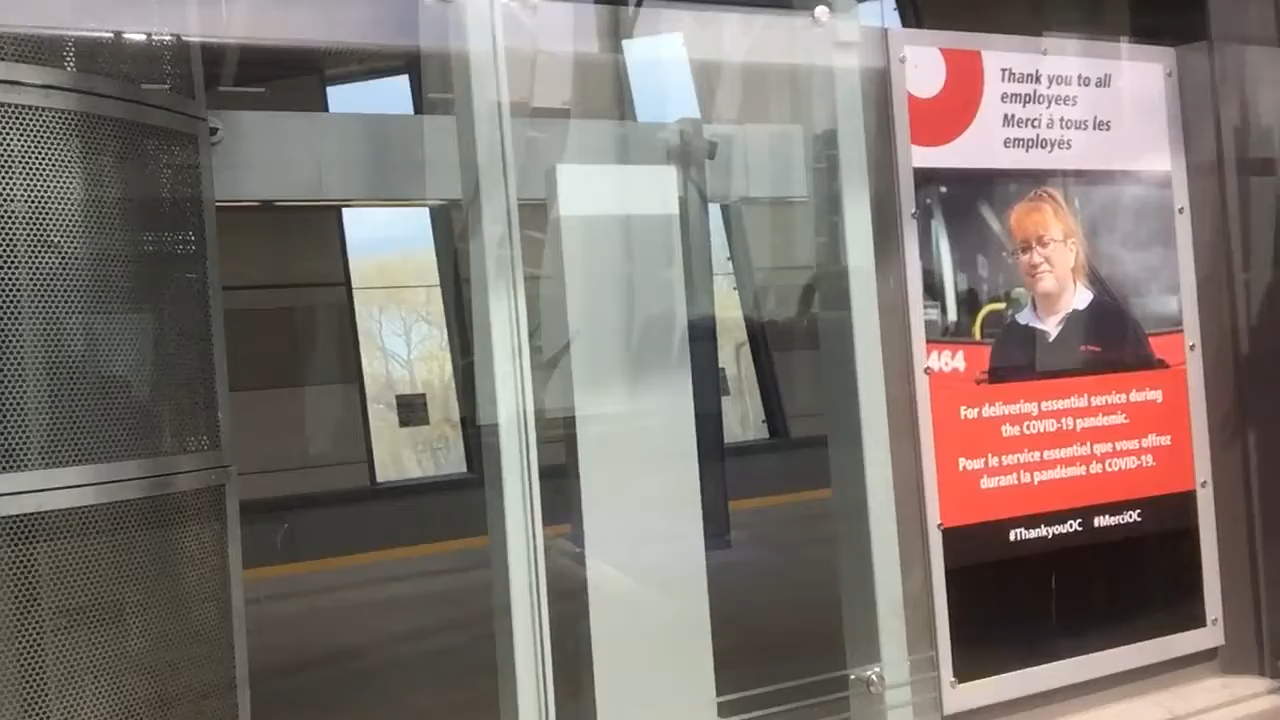 Thank you to all
employees
Merci à tous les
employés
464
For delivering essential service during
the COVID-19 pandemic.
Pour le service essentiel que vous offrez
durant la pandémie de COVID-19.
#ThankyouOC #MerciOC